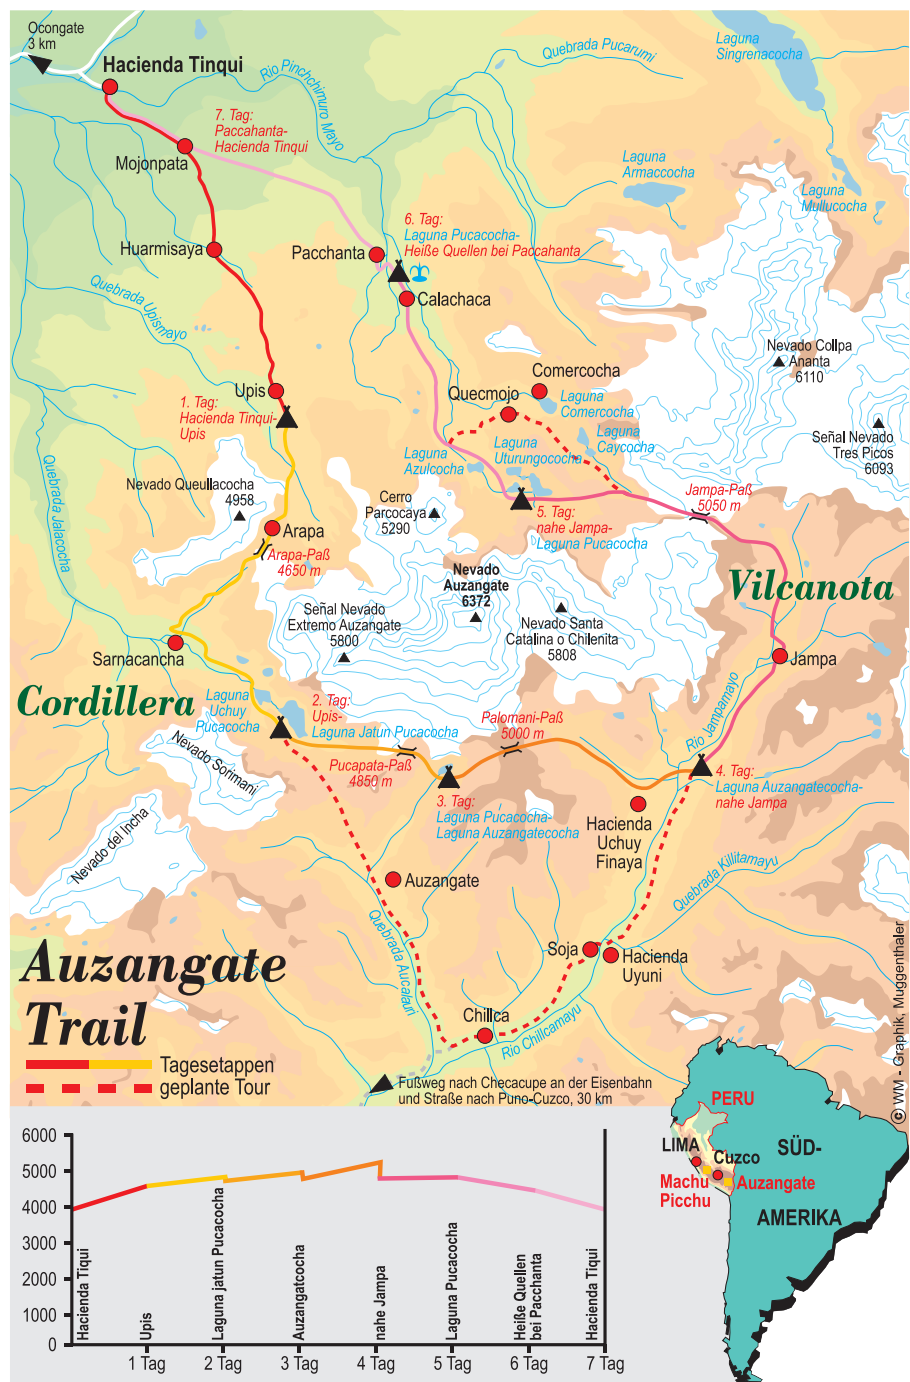 Ocongate
3 km
Hacienda Tinqui
Rio Pinchchimuro Mayo
Quebrada Pucarumi
Laguna
Singrenacocha
7. Tag:
Paccahanta-
Hacienda Tinqui
Mojonpata
Laguna
Armaccocha
Laguna
Mullucocha
6. Tag:
Laguna Pucacocha-
Heiße Quellen bei Paccahanta
Huarmisaya
Pacchanta
Calachaca
Quebrada Upismayo
Nevado Collpa
Ananta
6110
Comercocha
Upis
Quecmojo
Laguna
Comercocha
1. Tag:
Hacienda Tinqui-
Upis
Laguna
Caycocha
Señal Nevado
Tres Picos
6093
Laguna
Uturungococha
Laguna
Azulcocha
Quebrada Jalacocha
Nevado Queullacocha
4958
Cerro
Parcocaya
5290
Jampa-Paß
5050 m
5. Tag:
nahe Jampa-
Laguna Pucacocha
Arapa
Arapa-Paß
4650 m
Nevado
Auzangate
6372
Vilcanota
Señal Nevado
Extremo Auzangate
5800
Nevado Santa
Catalina o Chilenita
5808
Sarnacancha
Jampa
Cordillera
Laguna
Uchuy
Pucacocha
2. Tag:
Upis-
Laguna Jatun Pucacocha
Rio Jampamayo
Palomani-Paß
5000 m
Nevado Sorimani
Pucapata-Paß
4850 m
4. Tag:
Laguna Auzangatecocha-
nahe Jampa
3. Tag:
Laguna Pucacocha-
Laguna Auzangatecocha
Hacienda
Uchuy
Finaya
Nevado del Incha
Auzangate
Quebrada Killitamayu
Quebrada Aucalauri
Soja
Hacienda
Uyuni
Auzangate
Trail
Chillca
Rio Chillcamayu
Tagesetappen
geplante Tour
Fußweg nach Checacupe an der Eisenbahn
und Straße nach Puno-Cuzco, 30 km
© WM - Graphik, Muggenthaler
PERU
LIMA
SÜD-
Cuzco
Machu
Picchu
Auzangate
AMERIKA
6000
5000
4000
3000
2000
1000
0
Hacienda Tiqui
Upis
Laguna jatun Pucacocha
Auzangatcocha
nahe Jampa
Laguna Pucacocha
Heiße Quellen
bei Pacchanta
Hacienda Tiqui
1 Tag
2 Tag
3 Tag
4 Tag
5 Tag
6 Tag
7 Tag